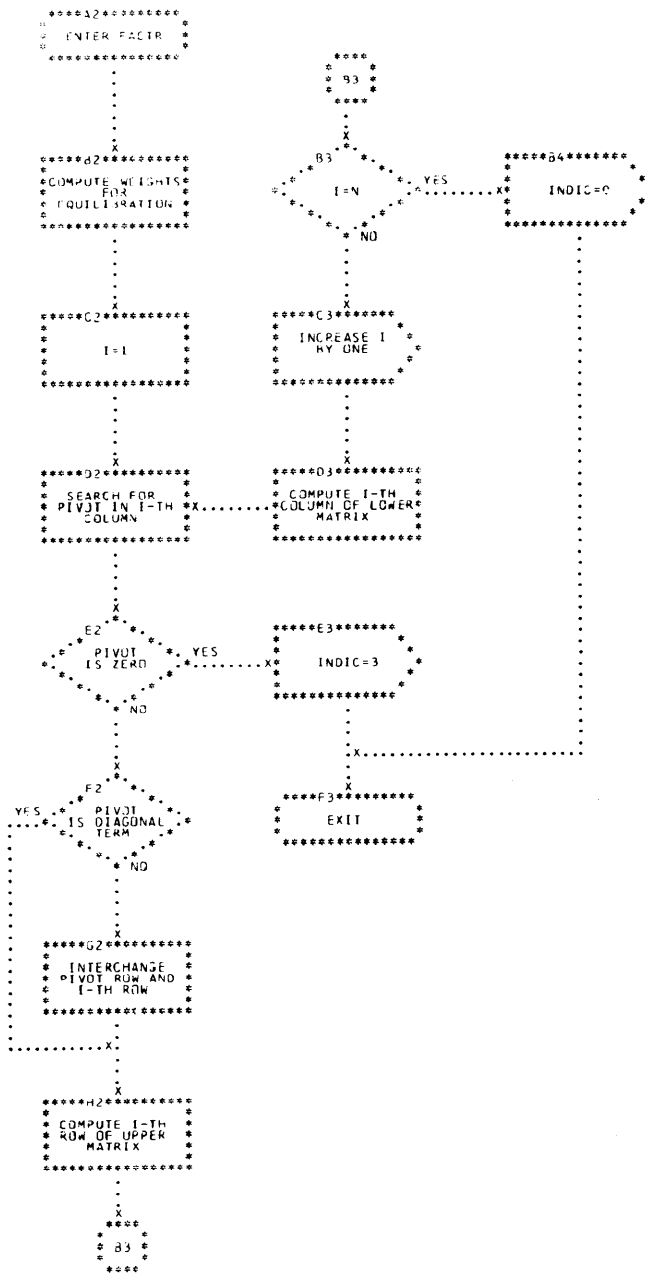 A2
ENTER FACTR
B2
COMPUTE WEIGHTS
FOR
EQUILIBRATION
C2
I=1
D2
SEARCH FOR
PIVOT IN I-TH
COLUMN
E2
PIVOT
IS ZERO
YES
NO
F2
YES
PIVOT
IS DIAGONAL
TERM
NO
G2
INTERCHANGE
PIVOT ROW AND
I-TH ROW
H2
COMPUTE I-TH
ROW OF UPPER
MATRIX
B3
B3
B3
I=N
YES
NO
C3
INCREASE I
BY ONE
D3
COMPUTE I-TH
COLUMN OF LOWER
MATRIX
E3
INDIC=3
F3
EXIT
B4
INDIC=0